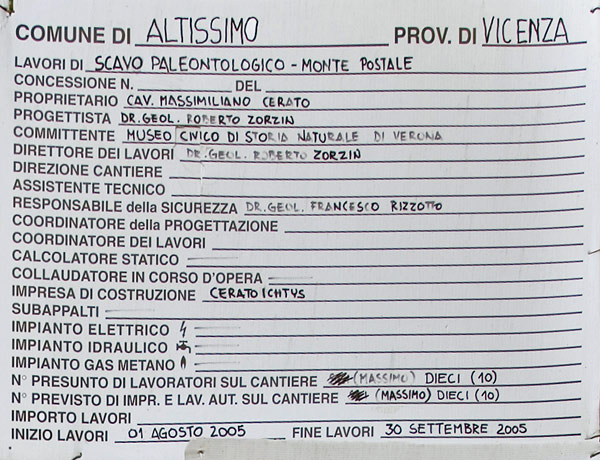 COMUNE DI ALTISSIMO PROV. DI VICENZA
LAVORI DI SCAVO PALEONTOLOGICO - MONTE POSTALE
CONCESSIONE N. DEL
PROPRIETARIO CAV. MASSIMILIANO CERATO
PROGETTISTA DR. GEOL. ROBERTO ZORZIN
COMMITTENTE MUSEO CIVICO DI STORIA NATURALE DI VERONA
DIRETTORE DEI LAVORI DR. GEOL. ROBERTO ZORZIN
DIREZIONE CANTIERE
ASSISTENTE TECNICO
RESPONSABILE della SICUREZZA DR. GEOL. FRANCESCO RIZZOTTO
COORDINATORE della PROGETTAZIONE
COORDINATORE DEI LAVORI
CALCOLATORE STATICO
COLLAUDATORE IN CORSO D'OPERA
IMPRESA DI COSTRUZIONE CERATO ICHTYS
SUBAPPALTI
IMPIANTO ELETTRICO
IMPIANTO IDRAULICO
IMPIANTO GAS METANO
N° PRESUNTO DI LAVORATORI SUL CANTIERE (MASSIMO) DIECI (10)
N° PREVISTO DI IMPR. E LAV. AUT. SUL CANTIERE (MASSIMO) DIECI (10)
IMPORTO LAVORI
INIZIO LAVORI 01 AGOSTO 2005 FINE LAVORI 30 SETTEMBRE 2005